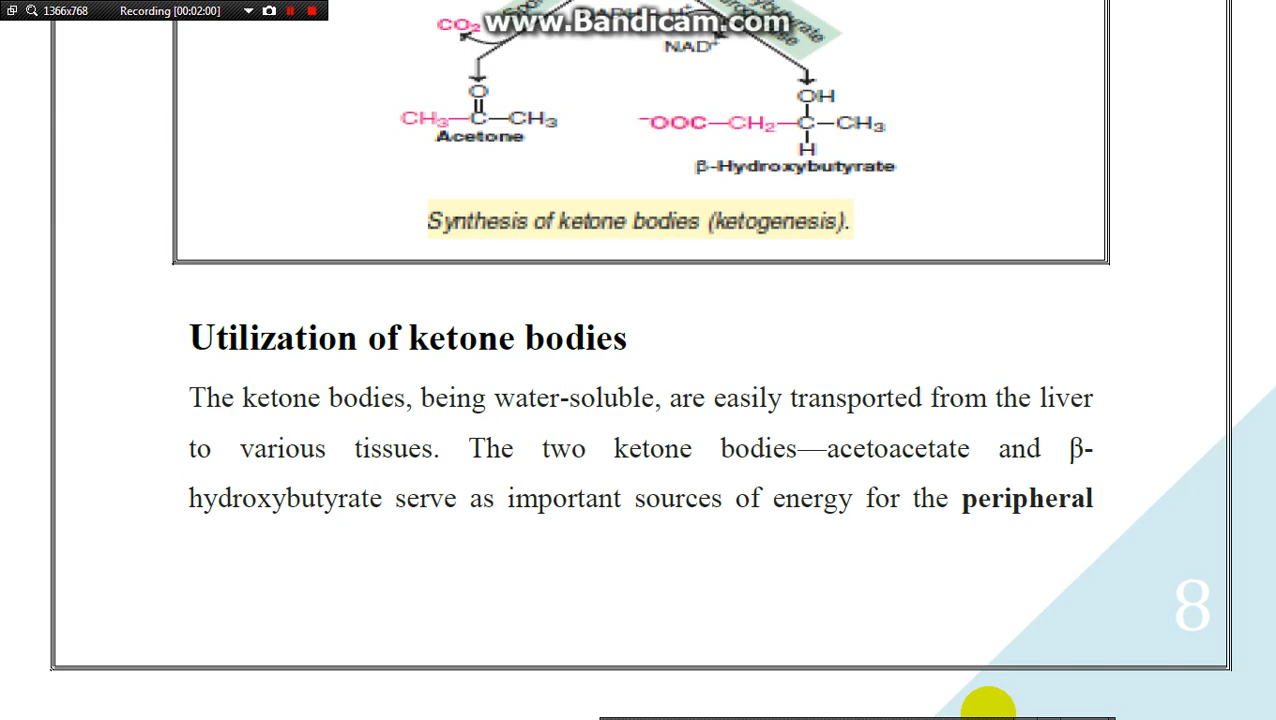 1366x768 Recording [00:02:00]
www.Bandicam.com
CO₂
NAD⁺
O
OH
CH₃—C—CH₃
⁻OOC—CH₂—C—CH₃
Acetone
H
β-Hydroxybutyrate
Synthesis of ketone bodies (ketogenesis).
Utilization of ketone bodies
The ketone bodies, being water-soluble, are easily transported from the liver
to various tissues. The two ketone bodies—acetoacetate and β-
hydroxybutyrate serve as important sources of energy for the peripheral
8